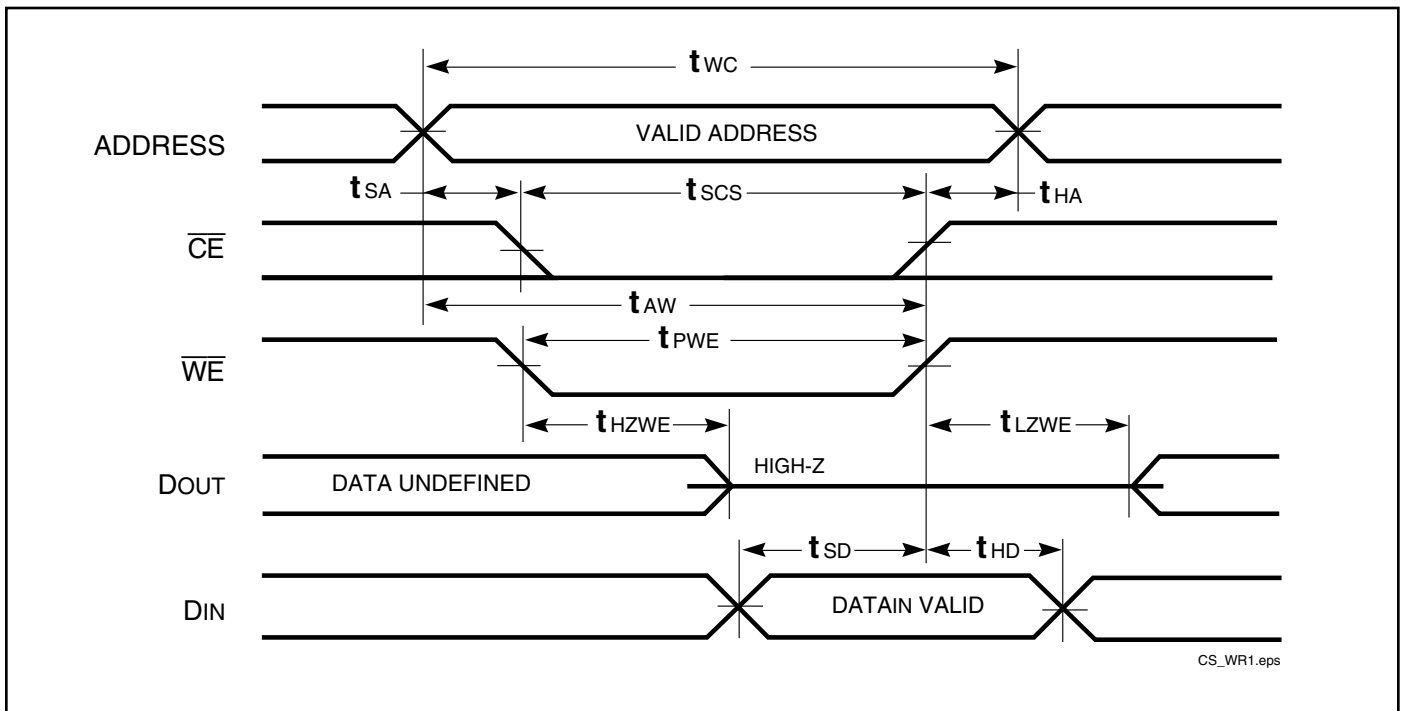 tWC
ADDRESS
VALID ADDRESS
tSA
tSCS
tHA
CE
tAW
tPWE
WE
tHZWE
tLZWE
DOUT
DATA UNDEFINED
HIGH-Z
tSD
tHD
DIN
DATAIN VALID
CS_WR1.eps